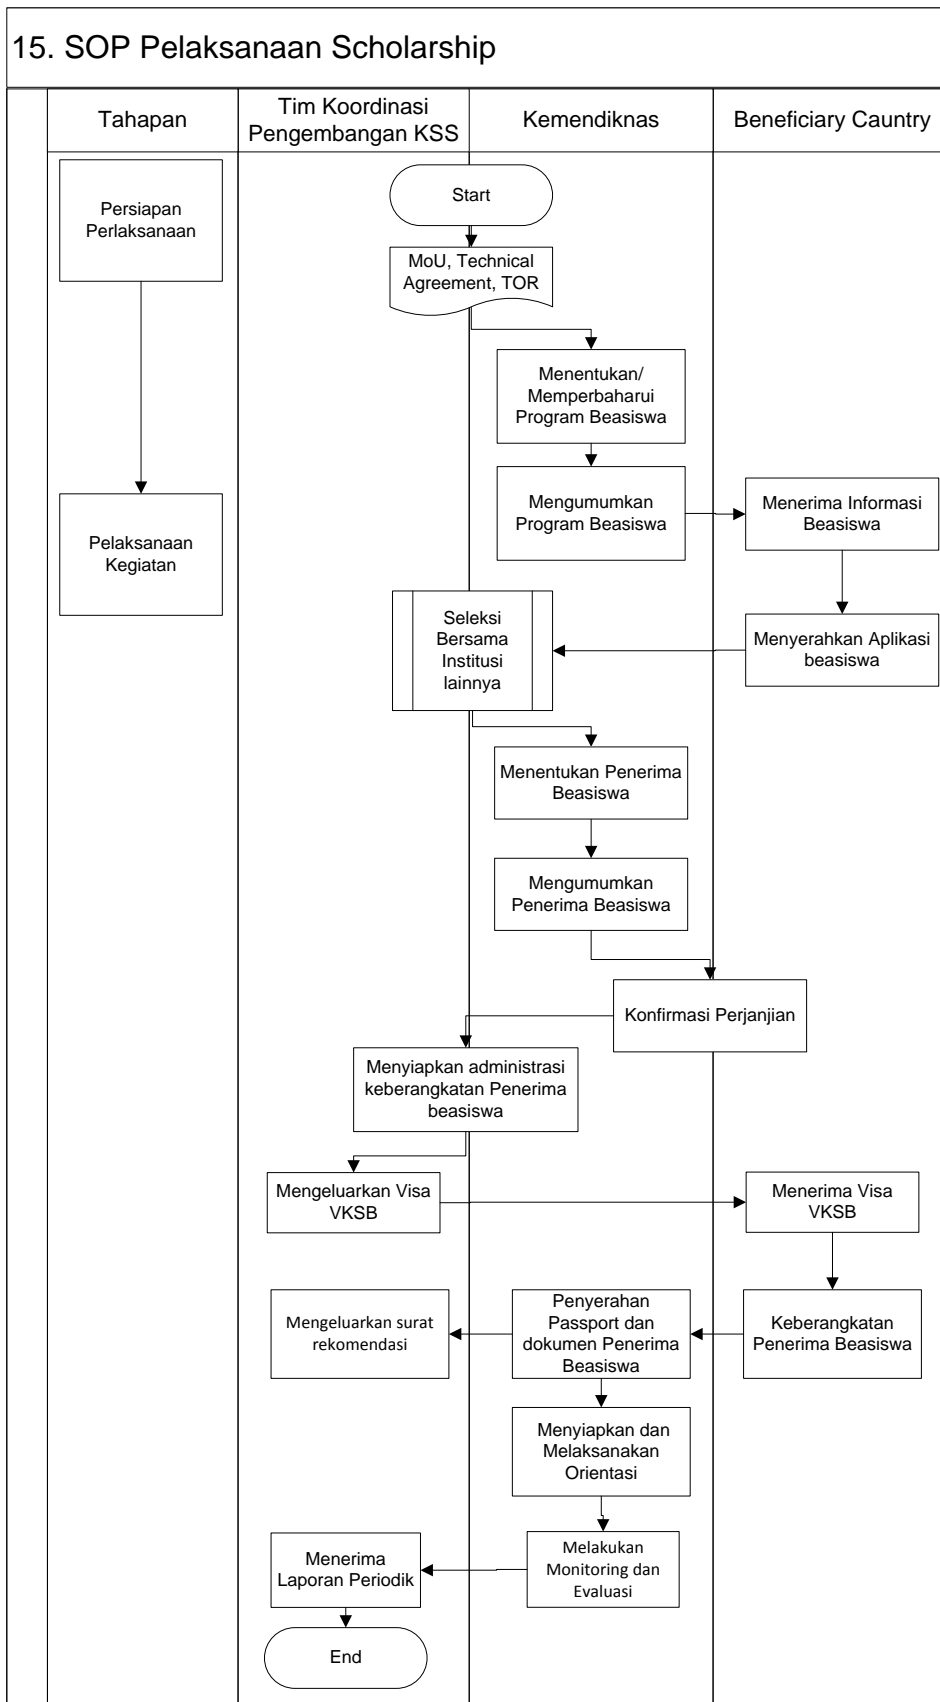 15. SOP Pelaksanaan Scholarship
Tahapan
Tim Koordinasi
Pengembangan KSS
Kemendiknas
Beneficiary Cauntry
Persiapan
Perlaksanaan
Start
MoU, Technical
Agreement, TOR
Menentukan/
Memperbaharui
Program Beasiswa
Mengumumkan
Program Beasiswa
Menerima Informasi
Beasiswa
Pelaksanaan
Kegiatan
Seleksi
Bersama
Institusi
lainnya
Menyerahkan Aplikasi
beasiswa
Menentukan Penerima
Beasiswa
Mengumumkan
Penerima Beasiswa
Konfirmasi Perjanjian
Menyiapkan administrasi
keberangkatan Penerima
beasiswa
Mengeluarkan Visa
VKSB
Menerima Visa
VKSB
Mengeluarkan surat
rekomendasi
Penyerahan
Passport dan
dokumen Penerima
Beasiswa
Keberangkatan
Penerima Beasiswa
Menyiapkan dan
Melaksanakan
Orientasi
Menerima
Laporan Periodik
Melakukan
Monitoring dan
Evaluasi
End